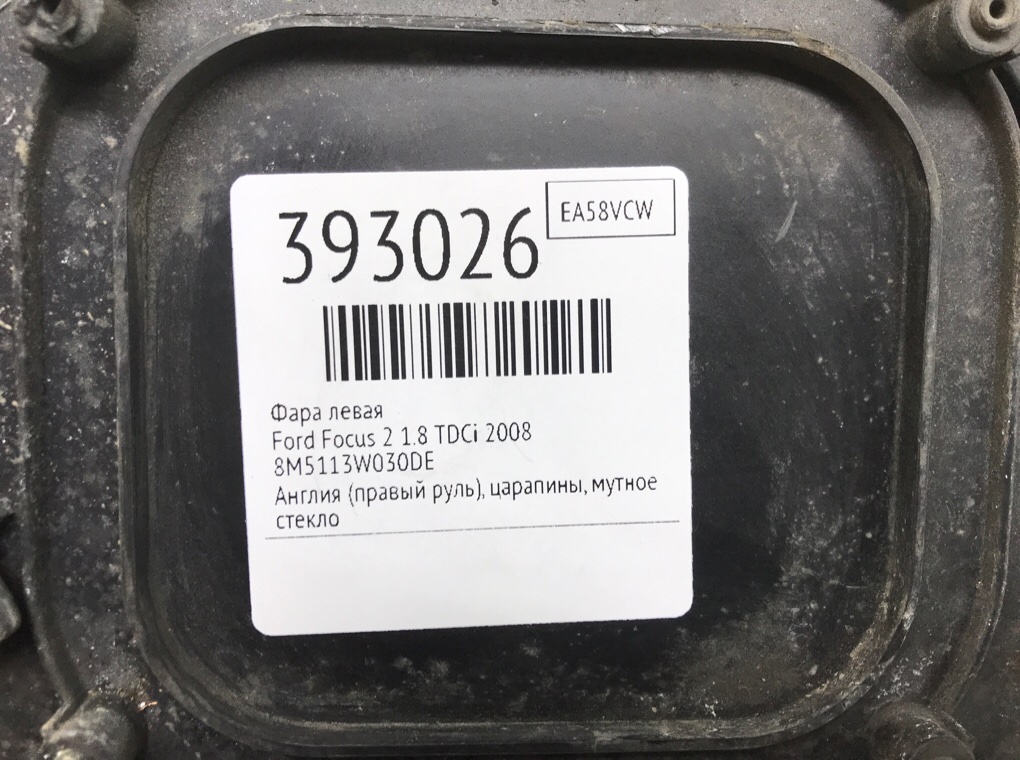 393026
EA58VCW
Фара левая
Ford Focus 2 1.8 TDCi 2008
8M5113W030DE
Англия (правый руль), царапины, мутное
стекло